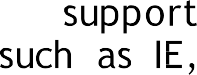 support
such as IE,